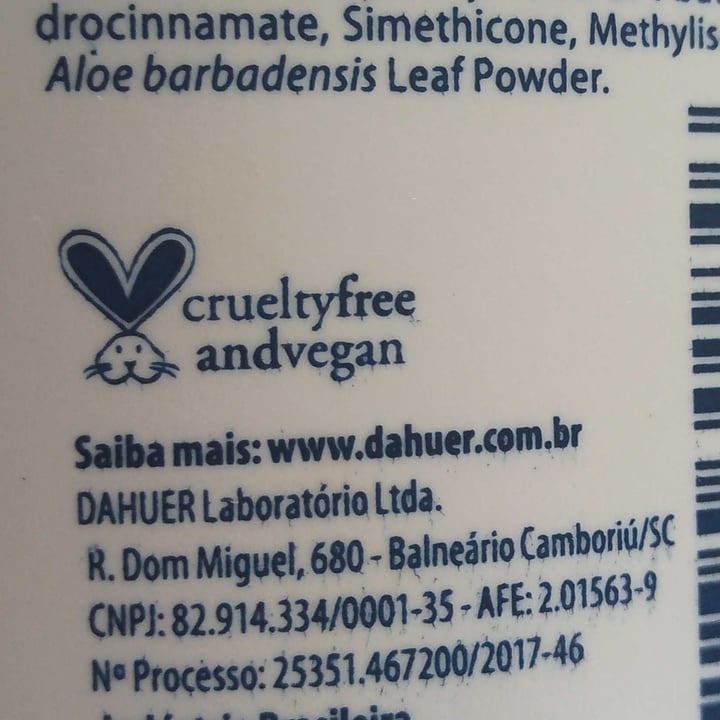 drocinnamate, Simethicone, Methylis
Aloe barbadensis Leaf Powder.
crueltyfree
andvegan
Saiba mais: www.dahuer.com.br
DAHUER Laboratório Ltda.
R. Dom Miguel, 680 - Balneário Camboriú/SC
CNPJ: 82.914.334/0001-35 - AFE: 2.01563-9
Nº Processo: 25351.467200/2017-46
Indústria Brasileira